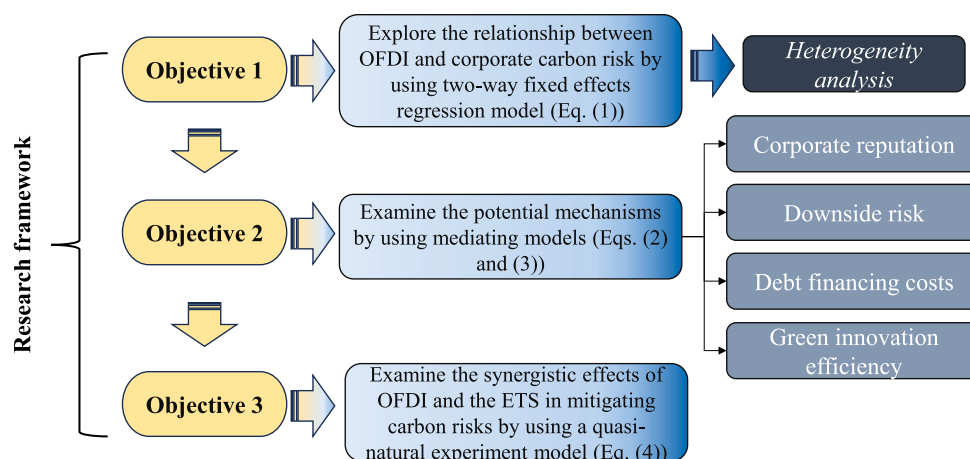 Research framework
Objective 1
Explore the relationship between
OFDI and corporate carbon risk by
using two-way fixed effects
regression model (Eq. (1))
Heterogeneity
analysis
Objective 2
Examine the potential mechanisms
by using mediating models (Eqs. (2)
and (3))
Corporate reputation
Downside risk
Debt financing costs
Green innovation
efficiency
Objective 3
Examine the synergistic effects of
OFDI and the ETS in mitigating
carbon risks by using a quasi-
natural experiment model (Eq. (4))